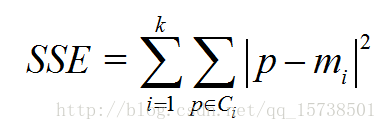 SSE = \sum_{i=1}^{k} \sum_{p \in C_i} |p - m_i|^2
http://blog.csdn.net/qq_15738501